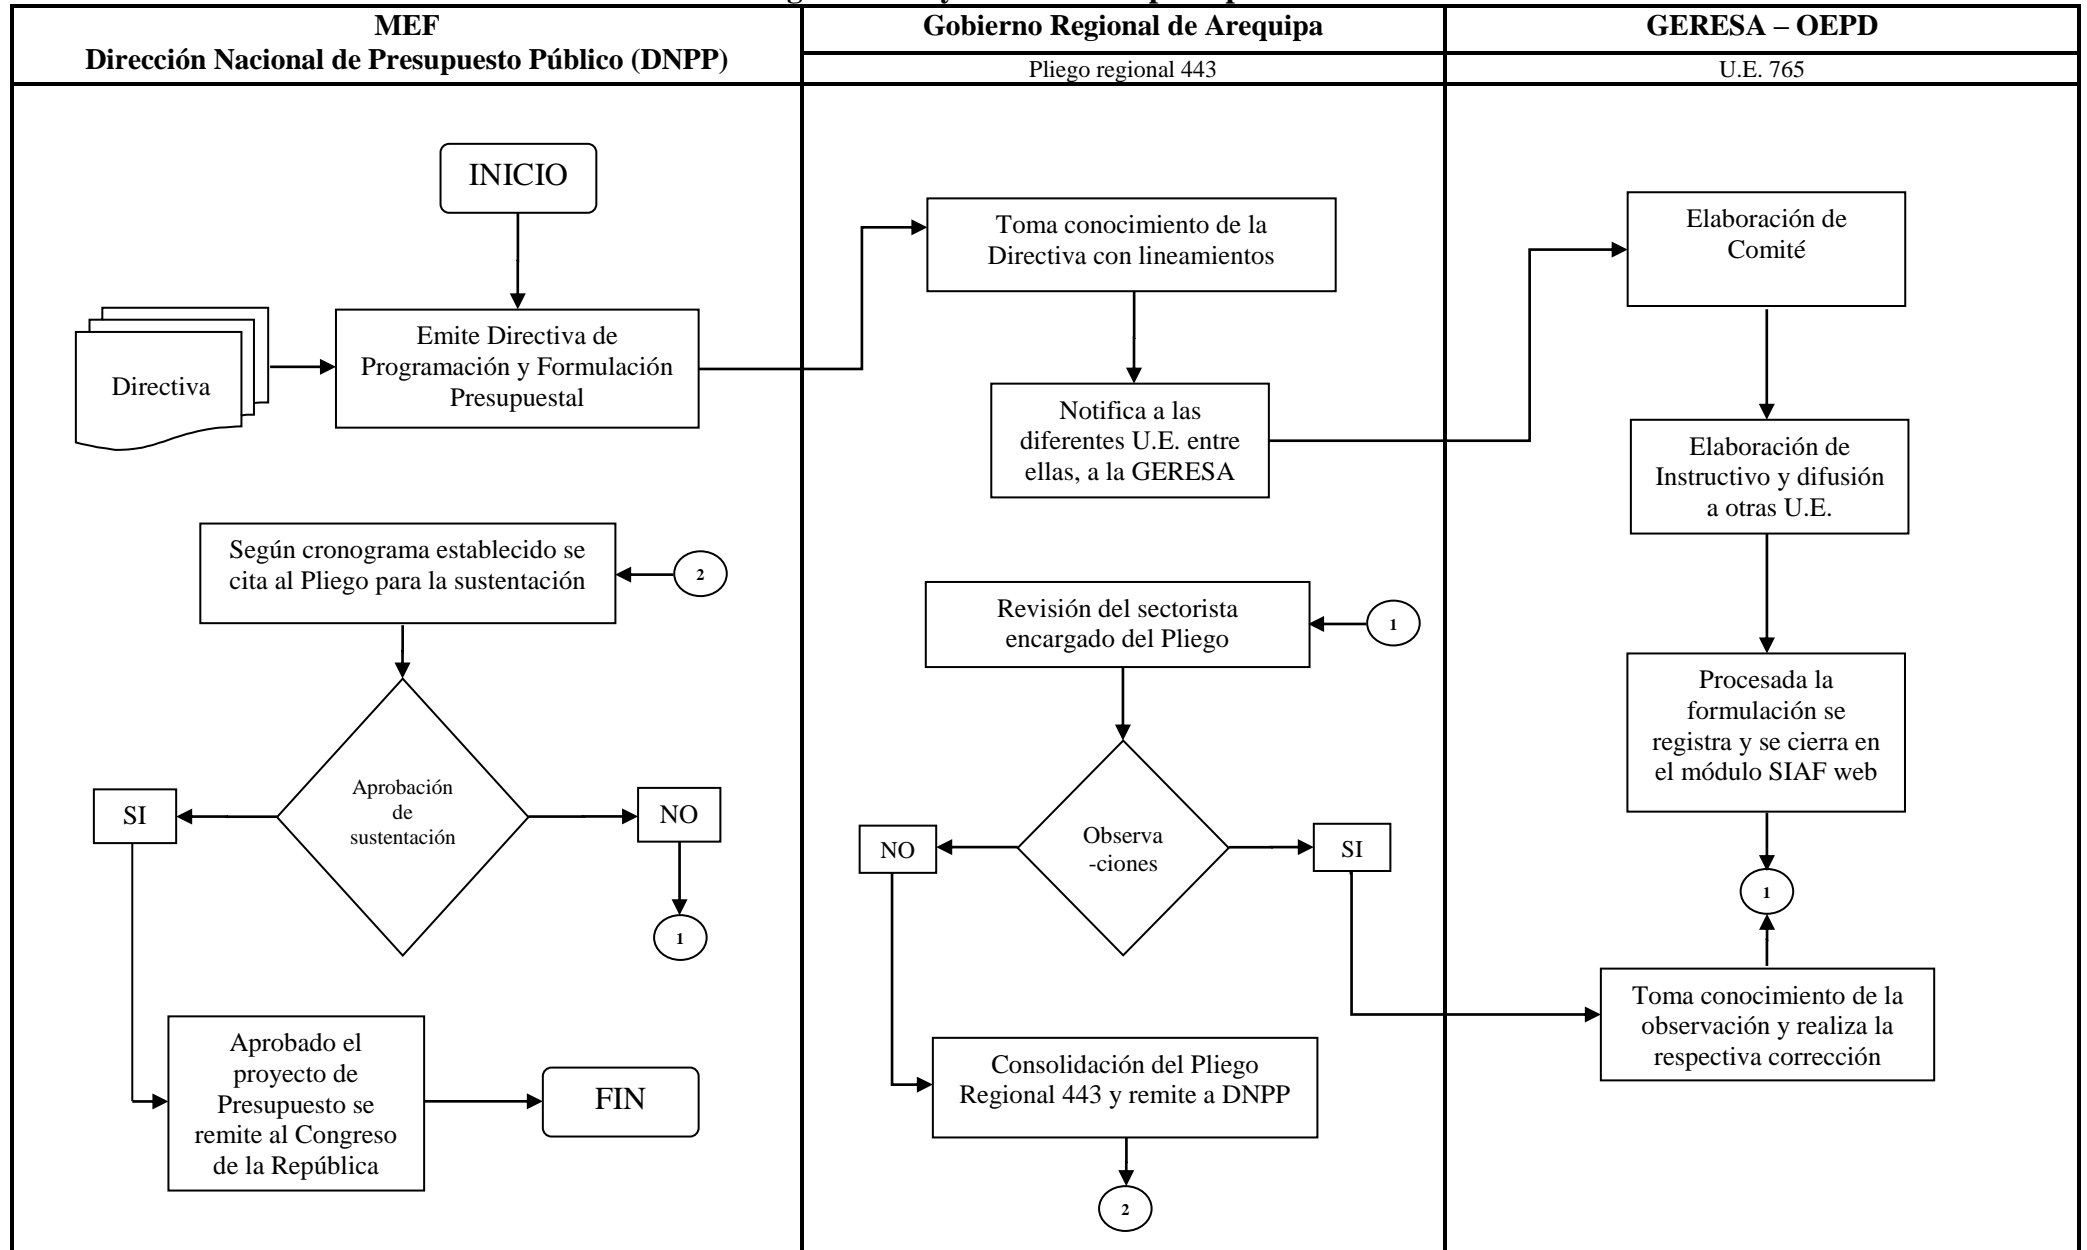 MEF
Dirección Nacional de Presupuesto Público (DNPP)
Gobierno Regional de Arequipa
Pliego regional 443
GERESA – OEPD
U.E. 765
INICIO
Directiva
Emite Directiva de
Programación y Formulación
Presupuestal
Según cronograma establecido se
cita al Pliego para la sustentación
2
Aprobación
de
sustentación
SI
NO
1
Aprobado el
proyecto de
Presupuesto se
remite al Congreso
de la República
FIN
Toma conocimiento de la
Directiva con lineamientos
Notifica a las
diferentes U.E. entre
ellas, a la GERESA
Revisión del sectorista
encargado del Pliego
1
Observa
-ciones
NO
SI
Consolidación del Pliego
Regional 443 y remite a DNPP
2
Elaboración de
Comité
Elaboración de
Instructivo y difusión
a otras U.E.
Procesada la
formulación se
registra y se cierra en
el módulo SIAF web
1
Toma conocimiento de la
observación y realiza la
respectiva corrección